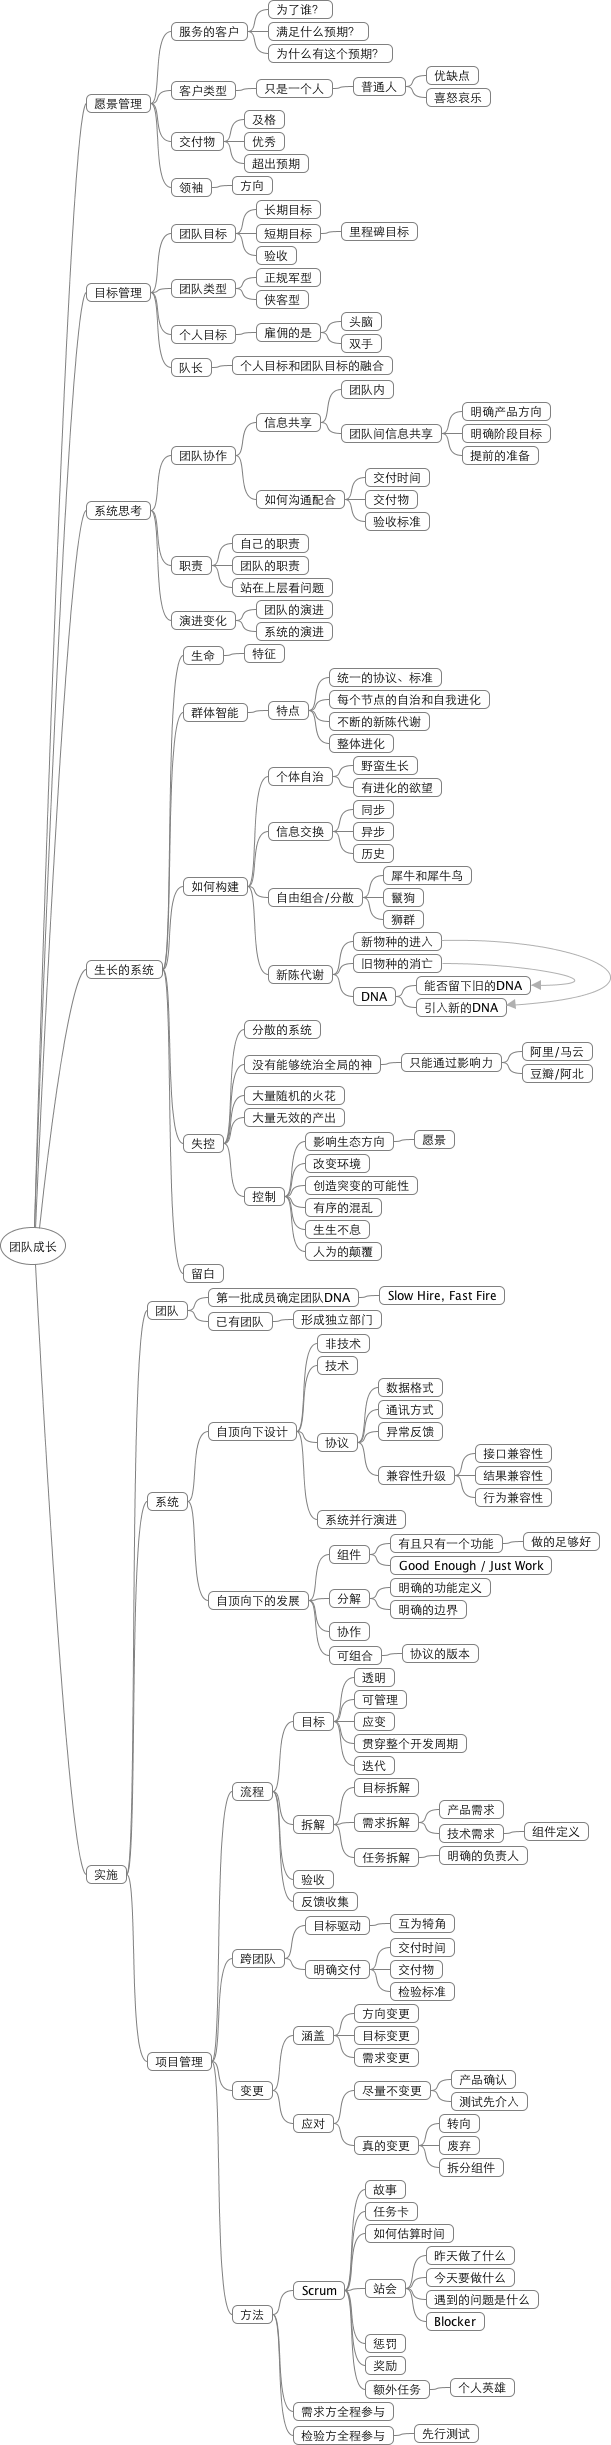 为了谁？
服务的客户
满足什么预期？
为什么有这个预期？
客户类型
只是一个人
普通人
优缺点
喜怒哀乐
愿景管理
交付物
及格
优秀
超出预期
领袖
方向
团队目标
长期目标
短期目标
里程碑目标
验收
目标管理
团队类型
正规军型
侠客型
个人目标
雇佣的是
头脑
双手
队长
个人目标和团队目标的融合
团队协作
信息共享
团队内
团队间信息共享
明确产品方向
明确阶段目标
提前的准备
如何沟通配合
交付时间
交付物
验收标准
系统思考
职责
自己的职责
团队的职责
站在上层看问题
演进变化
团队的演进
系统的演进
生命
特征
群体智能
特点
统一的协议、标准
每个节点的自治和自我进化
不断的新陈代谢
整体进化
如何构建
个体自治
野蛮生长
有进化的欲望
信息交换
同步
异步
历史
自由组合/分散
犀牛和犀牛鸟
鬣狗
狮群
新陈代谢
新物种的进入
旧物种的消亡
DNA
能否留下旧的DNA
引入新的DNA
生长的系统
失控
分散的系统
没有能够统治全局的神
只能通过影响力
阿里/马云
豆瓣/阿北
大量随机的火花
大量无效的产出
控制
影响生态方向
愿景
改变环境
创造突变的可能性
有序的混乱
生生不息
人为的颠覆
留白
团队成长
团队
第一批成员确定团队DNA
Slow Hire, Fast Fire
已有团队
形成独立部门
系统
自顶向下设计
非技术
技术
协议
数据格式
通讯方式
异常反馈
兼容性升级
接口兼容性
结果兼容性
行为兼容性
系统并行演进
自顶向下的发展
组件
有且只有一个功能
做的足够好
Good Enough / Just Work
分解
明确的功能定义
明确的边界
协作
可组合
协议的版本
实施
项目管理
流程
目标
透明
可管理
应变
贯穿整个开发周期
迭代
拆解
目标拆解
需求拆解
产品需求
技术需求
组件定义
任务拆解
明确的负责人
验收
反馈收集
跨团队
目标驱动
互为犄角
明确交付
交付时间
交付物
检验标准
变更
涵盖
方向变更
目标变更
需求变更
应对
尽量不变更
产品确认
测试先介入
真的变更
转向
废弃
拆分组件
方法
Scrum
故事
任务卡
如何估算时间
站会
昨天做了什么
今天要做什么
遇到的问题是什么
Blocker
惩罚
奖励
额外任务
个人英雄
需求方全程参与
检验方全程参与
先行测试